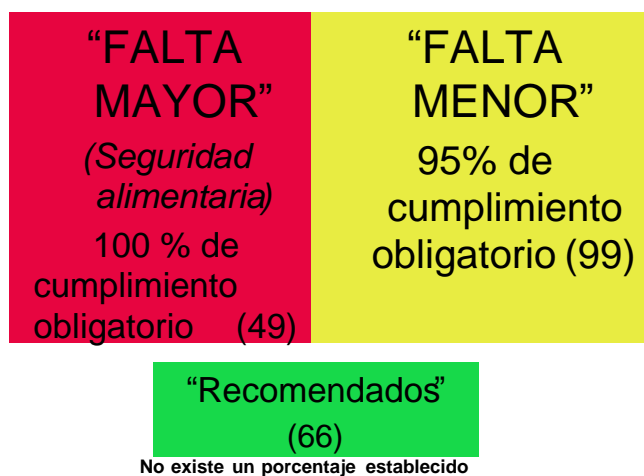 “FALTA
MAYOR”
(Seguridad
alimentaria)
100 % de
cumplimiento
obligatorio (49)
“FALTA
MENOR”
95% de
cumplimiento
obligatorio (99)
“Recomendados”
(66)
No existe un porcentaje establecido